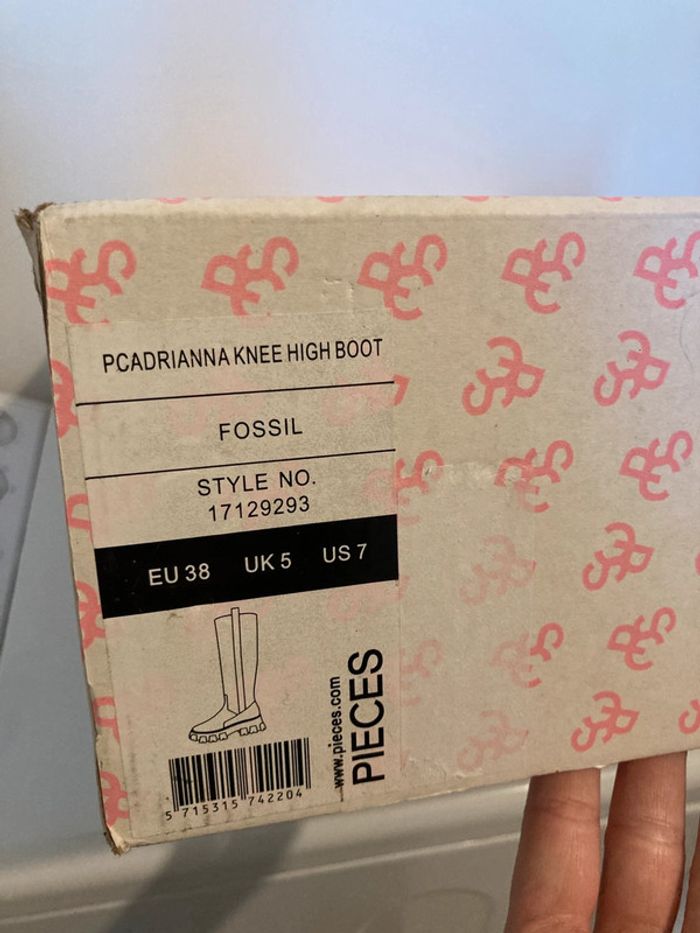 PCADRIANNA KNEE HIGH BOOT
FOSSIL
STYLE NO.
17129293
EU 38 UK 5 US 7
www.pieces.com
PIECES
5 715315 742204